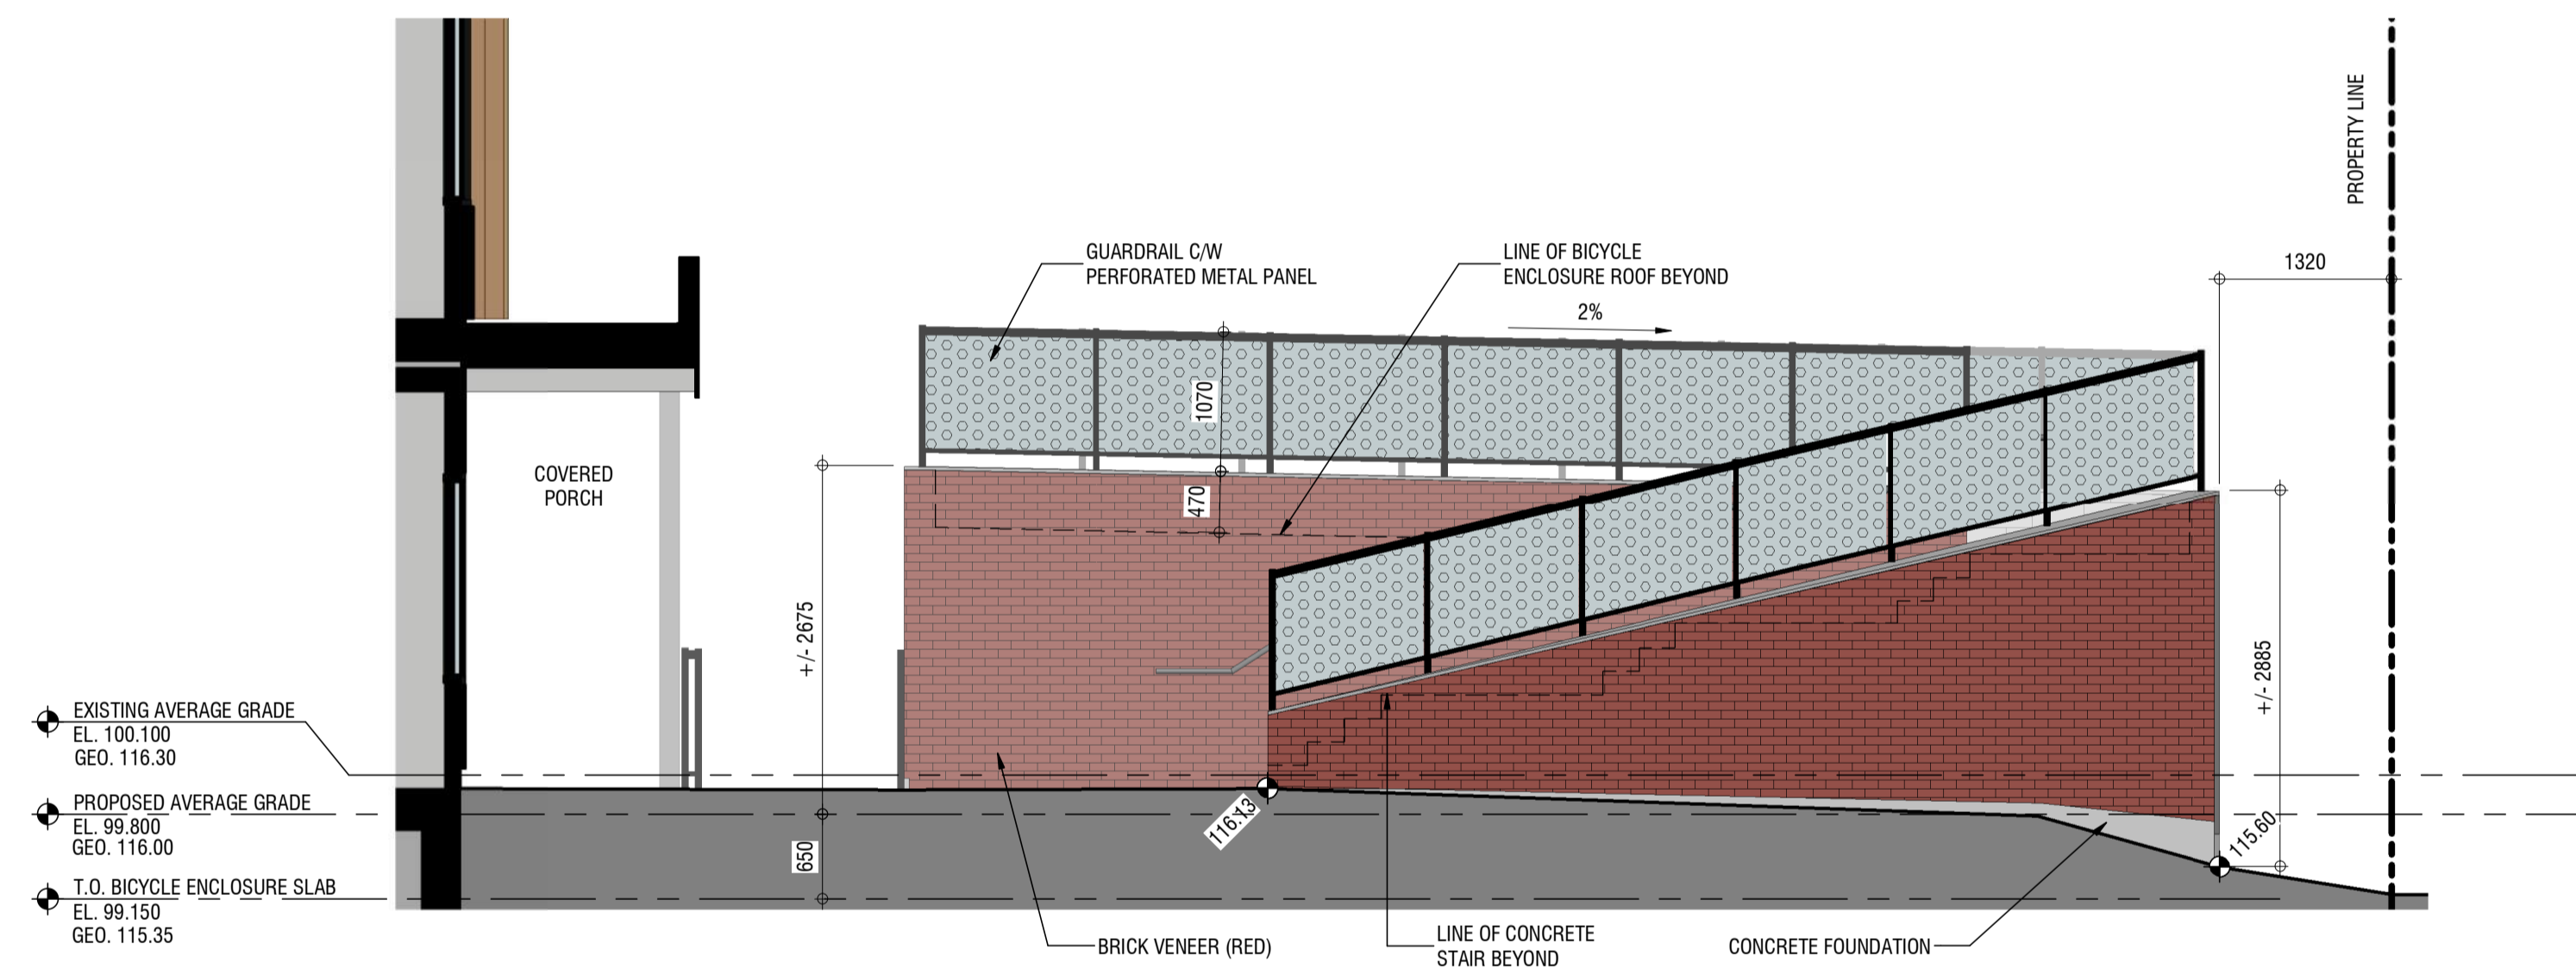 PROPERTY LINE
GUARDRAIL C/W
PERFORATED METAL PANEL
LINE OF BICYCLE
ENCLOSURE ROOF BEYOND
2%
1320
1070
470
COVERED
PORCH
+/- 2675
+/- 2885
EXISTING AVERAGE GRADE
EL. 100.100
GEO. 116.30
PROPOSED AVERAGE GRADE
EL. 99.800
GEO. 116.00
116.13
115.60
650
T.O. BICYCLE ENCLOSURE SLAB
EL. 99.150
GEO. 115.35
BRICK VENEER (RED)
LINE OF CONCRETE
STAIR BEYOND
CONCRETE FOUNDATION